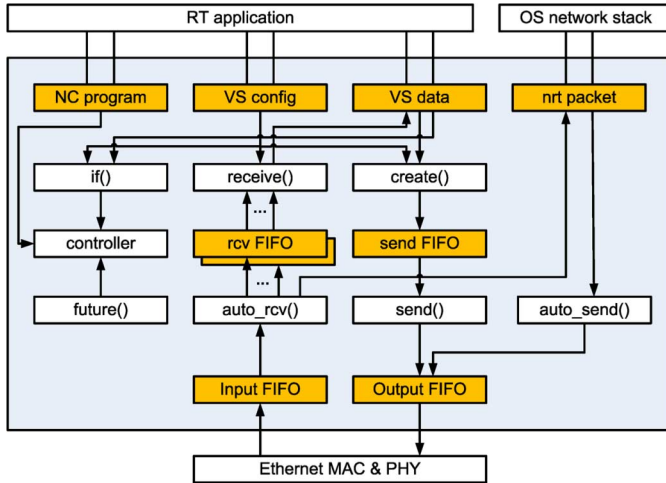 RT application
OS network stack
NC program
VS config
VS data
nrt packet
if()
receive()
create()
...
controller
rcv FIFO
send FIFO
...
future()
auto_rcv()
send()
auto_send()
Input FIFO
Output FIFO
Ethernet MAC & PHY